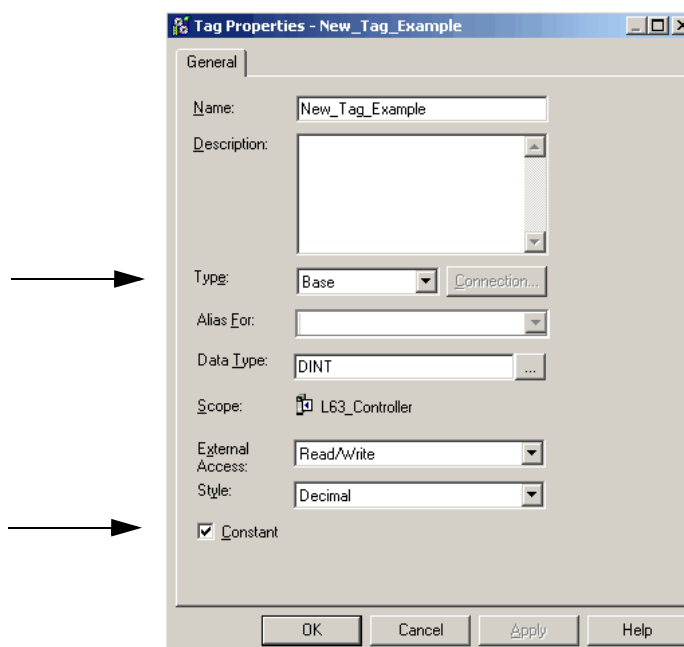 Tag Properties - New_Tag_Example
General
Name: New_Tag_Example
Description:
Type: Base Connection...
Alias For:
Data Type: DINT ...
Scope: L63_Controller
External
Access: Read/Write
Style: Decimal
Constant
OK Cancel Apply Help